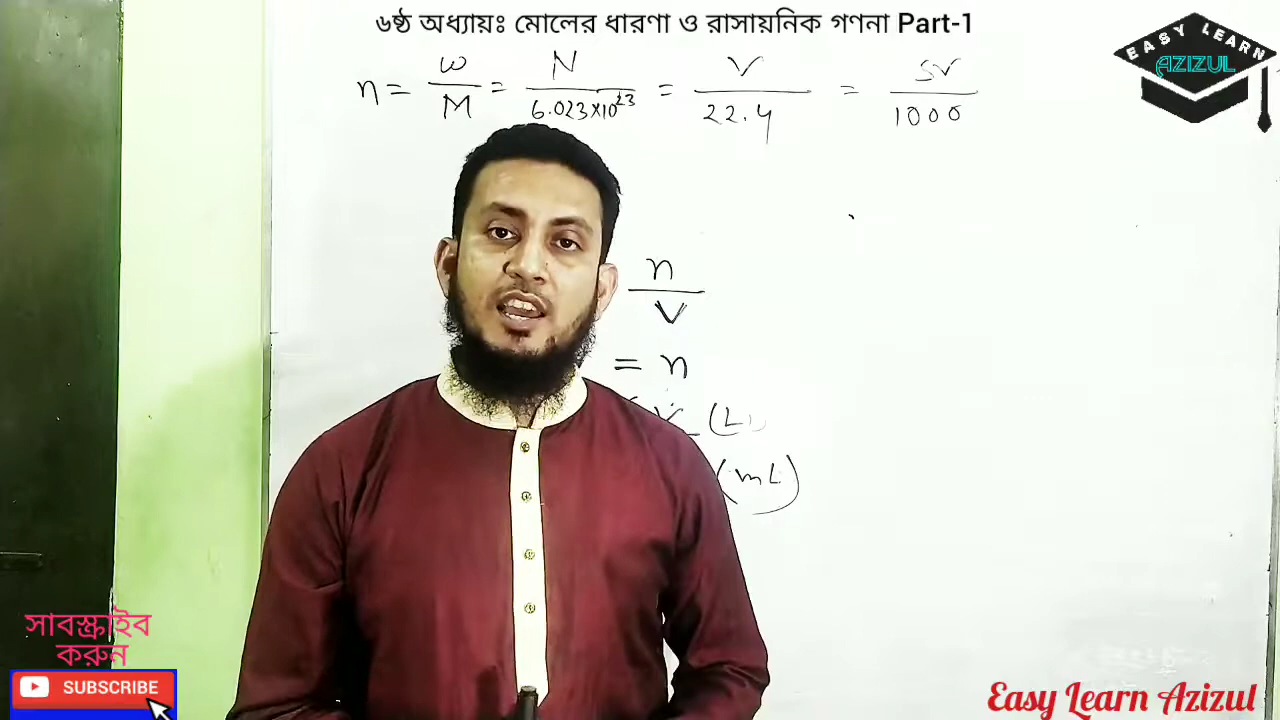 ৬ষ্ঠ অধ্যায়ঃ মোলের ধারণা ও রাসায়নিক গণনা Part-1
EASY LEARN
AZIZUL
n = w/M = N/6.023×10²³ = V/22.4 = SV/1000
n
V
= n
(L)
(mL)
সাবস্ক্রাইব
করুন
SUBSCRIBE
Easy Learn Azizul